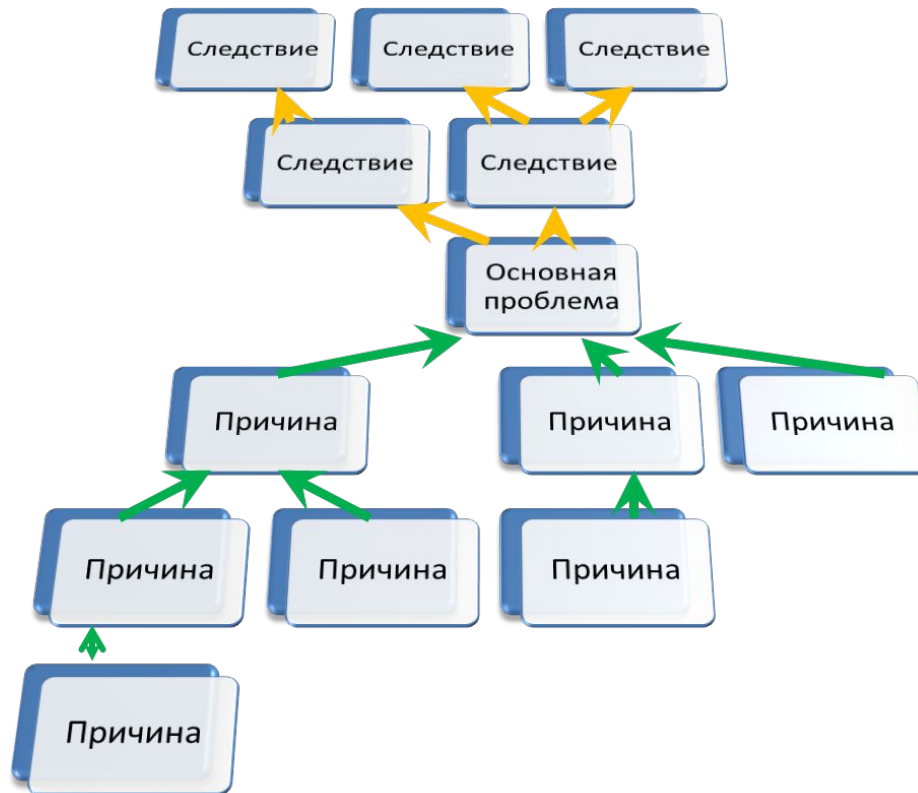 Следствие
Следствие
Следствие
Следствие
Следствие
Основная
проблема
Причина
Причина
Причина
Причина
Причина
Причина
Причина